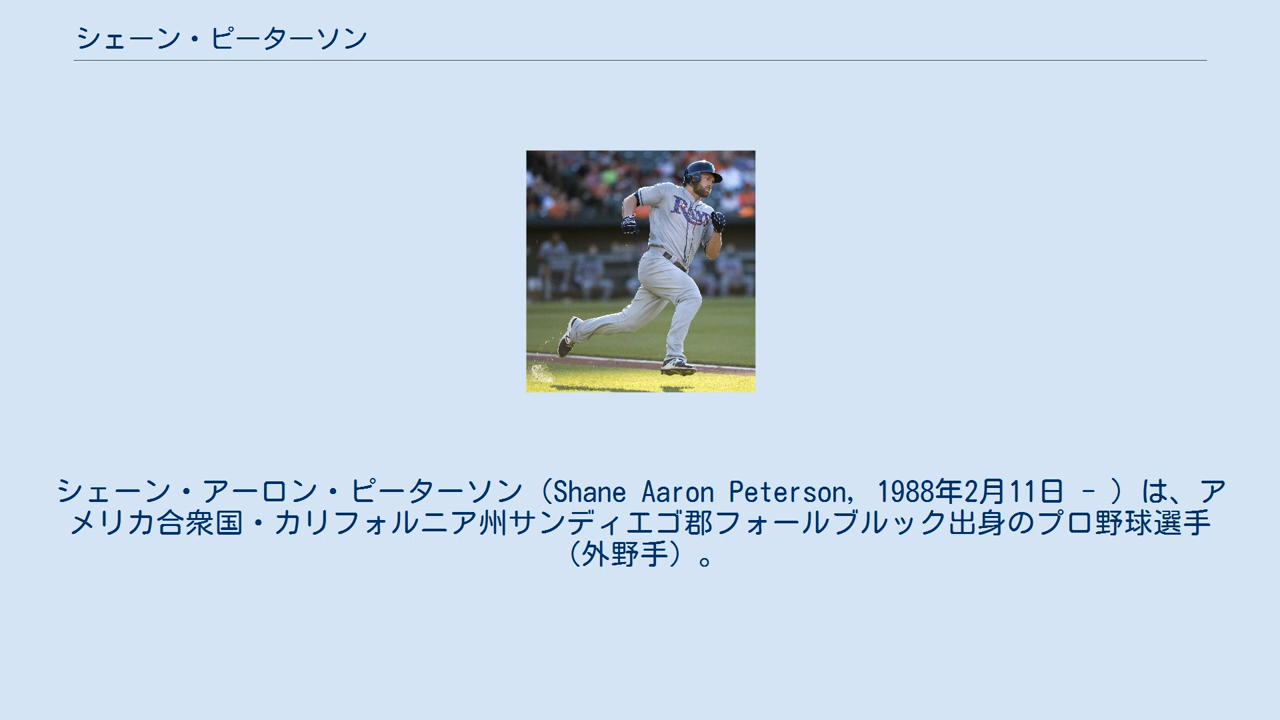 シェーン・ピーターソン
RAYS
シェーン・アーロン・ピーターソン（Shane Aaron Peterson, 1988年2月11日 - ）は、ア
メリカ合衆国・カリフォルニア州サンディエゴ郡フォールブルック出身のプロ野球選手
（外野手）。